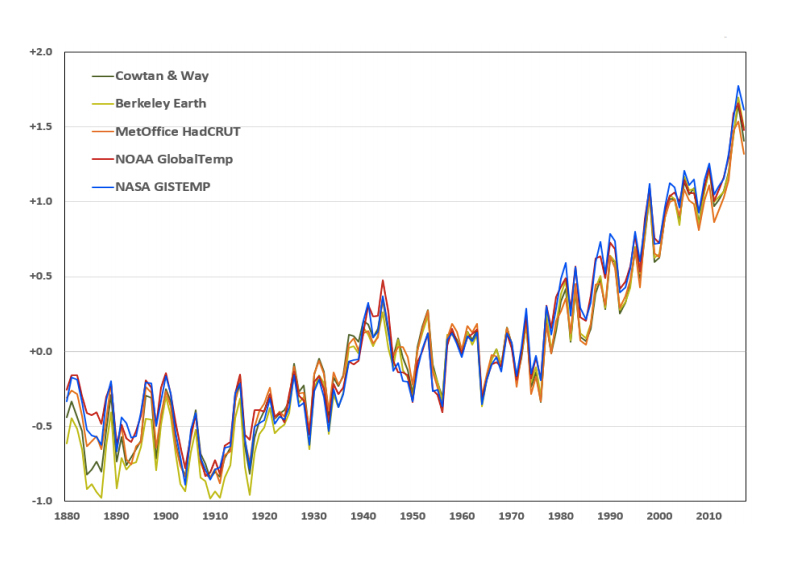 +2.0
Cowtan & Way
Berkeley Earth
+1.5
MetOffice HadCRUT
NOAA GlobalTemp
NASA GISTEMP
+1.0
+0.5
+0.0
-0.5
-1.0
1880 1890 1900 1910 1920 1930 1940 1950 1960 1970 1980 1990 2000 2010